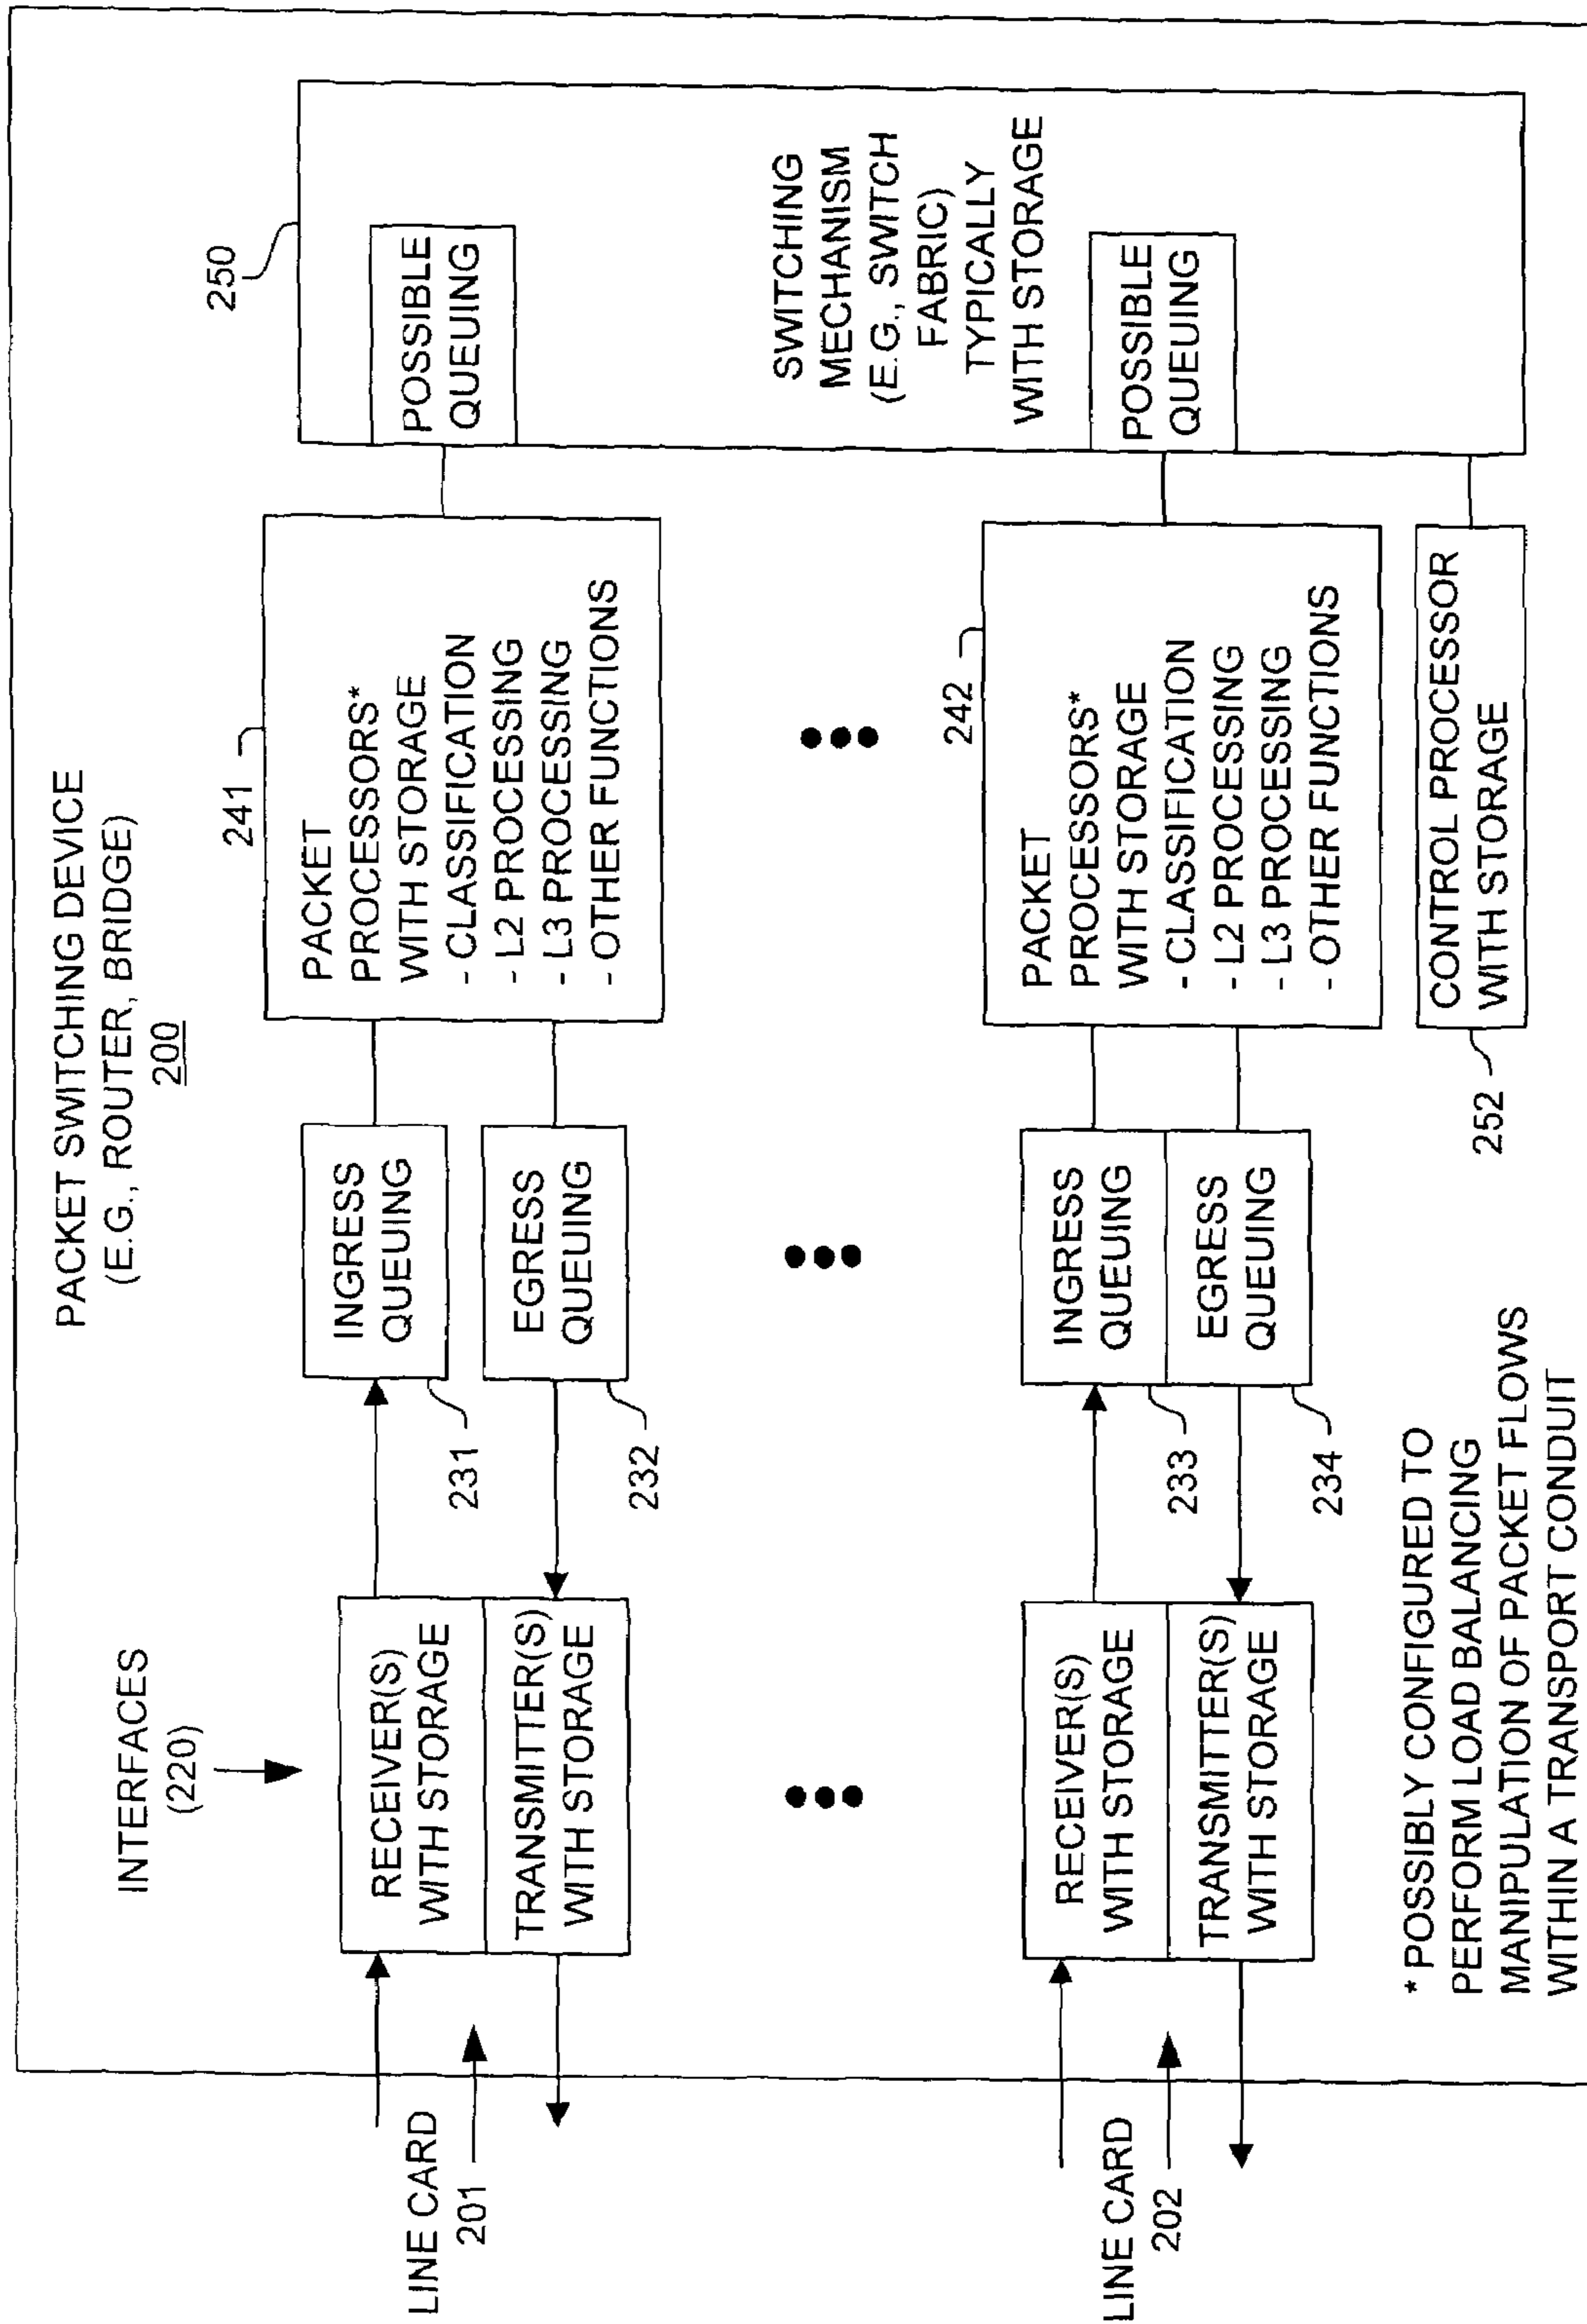 PACKET SWITCHING DEVICE
(E.G., ROUTER, BRIDGE)
200
INTERFACES
(220)
LINE CARD
201
RECEIVER(S)
WITH STORAGE
TRANSMITTER(S)
WITH STORAGE
231
INGRESS
QUEUING
232
EGRESS
QUEUING
241
PACKET
PROCESSORS*
WITH STORAGE
- CLASSIFICATION
- L2 PROCESSING
- L3 PROCESSING
- OTHER FUNCTIONS
250
POSSIBLE
QUEUING
SWITCHING
MECHANISM
(E.G., SWITCH
FABRIC)
TYPICALLY
WITH STORAGE
POSSIBLE
QUEUING
LINE CARD
202
RECEIVER(S)
WITH STORAGE
TRANSMITTER(S)
WITH STORAGE
233
INGRESS
QUEUING
234
EGRESS
QUEUING
242
PACKET
PROCESSORS*
WITH STORAGE
- CLASSIFICATION
- L2 PROCESSING
- L3 PROCESSING
- OTHER FUNCTIONS
252
CONTROL PROCESSOR
WITH STORAGE
* POSSIBLY CONFIGURED TO
PERFORM LOAD BALANCING
MANIPULATION OF PACKET FLOWS
WITHIN A TRANSPORT CONDUIT